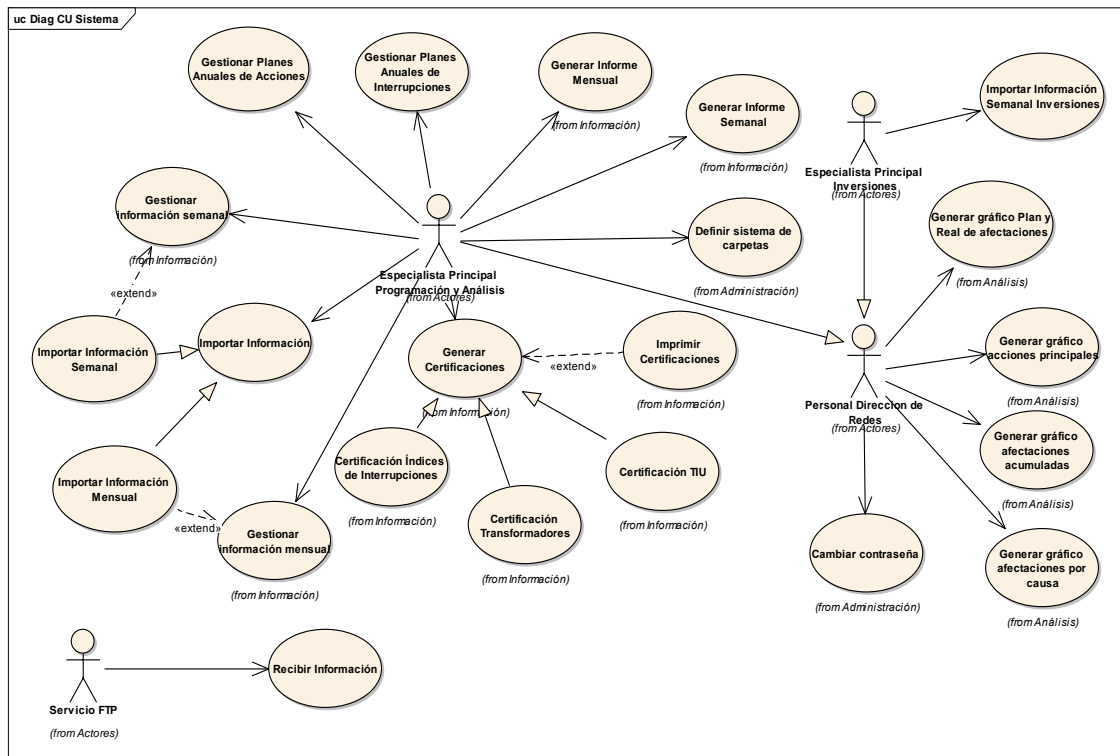 uc Diag CU Sistema
Gestionar Planes
Anuales de Acciones
Gestionar Planes
Anuales de
Interrupciones
Generar Informe
Mensual
(from Información)
Generar Informe
Semanal
(from Información)
Especialista Principal
Inversiones
(from Actores)
Importar Información
Semanal Inversiones
Gestionar
información semanal
(from Información)
«extend»
Especialista Principal
Programación y Análisis
(from Actores)
Definir sistema de
carpetas
(from Administración)
Generar gráfico Plan y
Real de afectaciones
(from Análisis)
Importar Información
Semanal
Importar Información
Generar
Certificaciones
(from Información)
«extend»
Imprimir
Certificaciones
(from Información)
Personal Direccion de
Redes
(from Actores)
Generar gráfico
acciones principales
(from Análisis)
Generar gráfico
afectaciones
acumuladas
(from Análisis)
Importar Información
Mensual
«extend»
Gestionar
información mensual
(from Información)
Certificación Índices
de Interrupciones
(from Información)
Certificación
Transformadores
(from Información)
Certificación TIU
(from Información)
Cambiar contraseña
(from Administración)
Generar gráfico
afectaciones por
causa
(from Análisis)
Servicio FTP
(from Actores)
Recibir Información